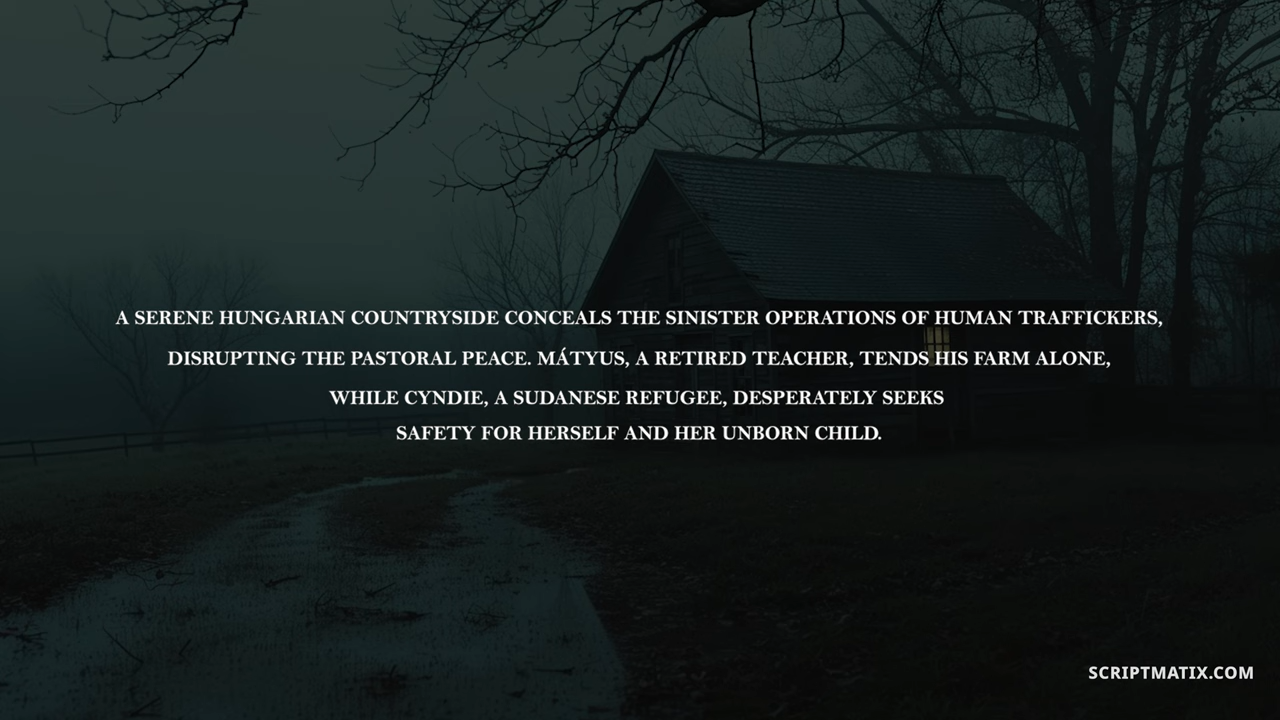 A SERENE HUNGARIAN COUNTRYSIDE CONCEALS THE SINISTER OPERATIONS OF HUMAN TRAFFICKERS,
DISRUPTING THE PASTORAL PEACE. MÁTYUS, A RETIRED TEACHER, TENDS HIS FARM ALONE,
WHILE CYNDIE, A SUDANESE REFUGEE, DESPERATELY SEEKS
SAFETY FOR HERSELF AND HER UNBORN CHILD.
SCRIPTMATIX.COM